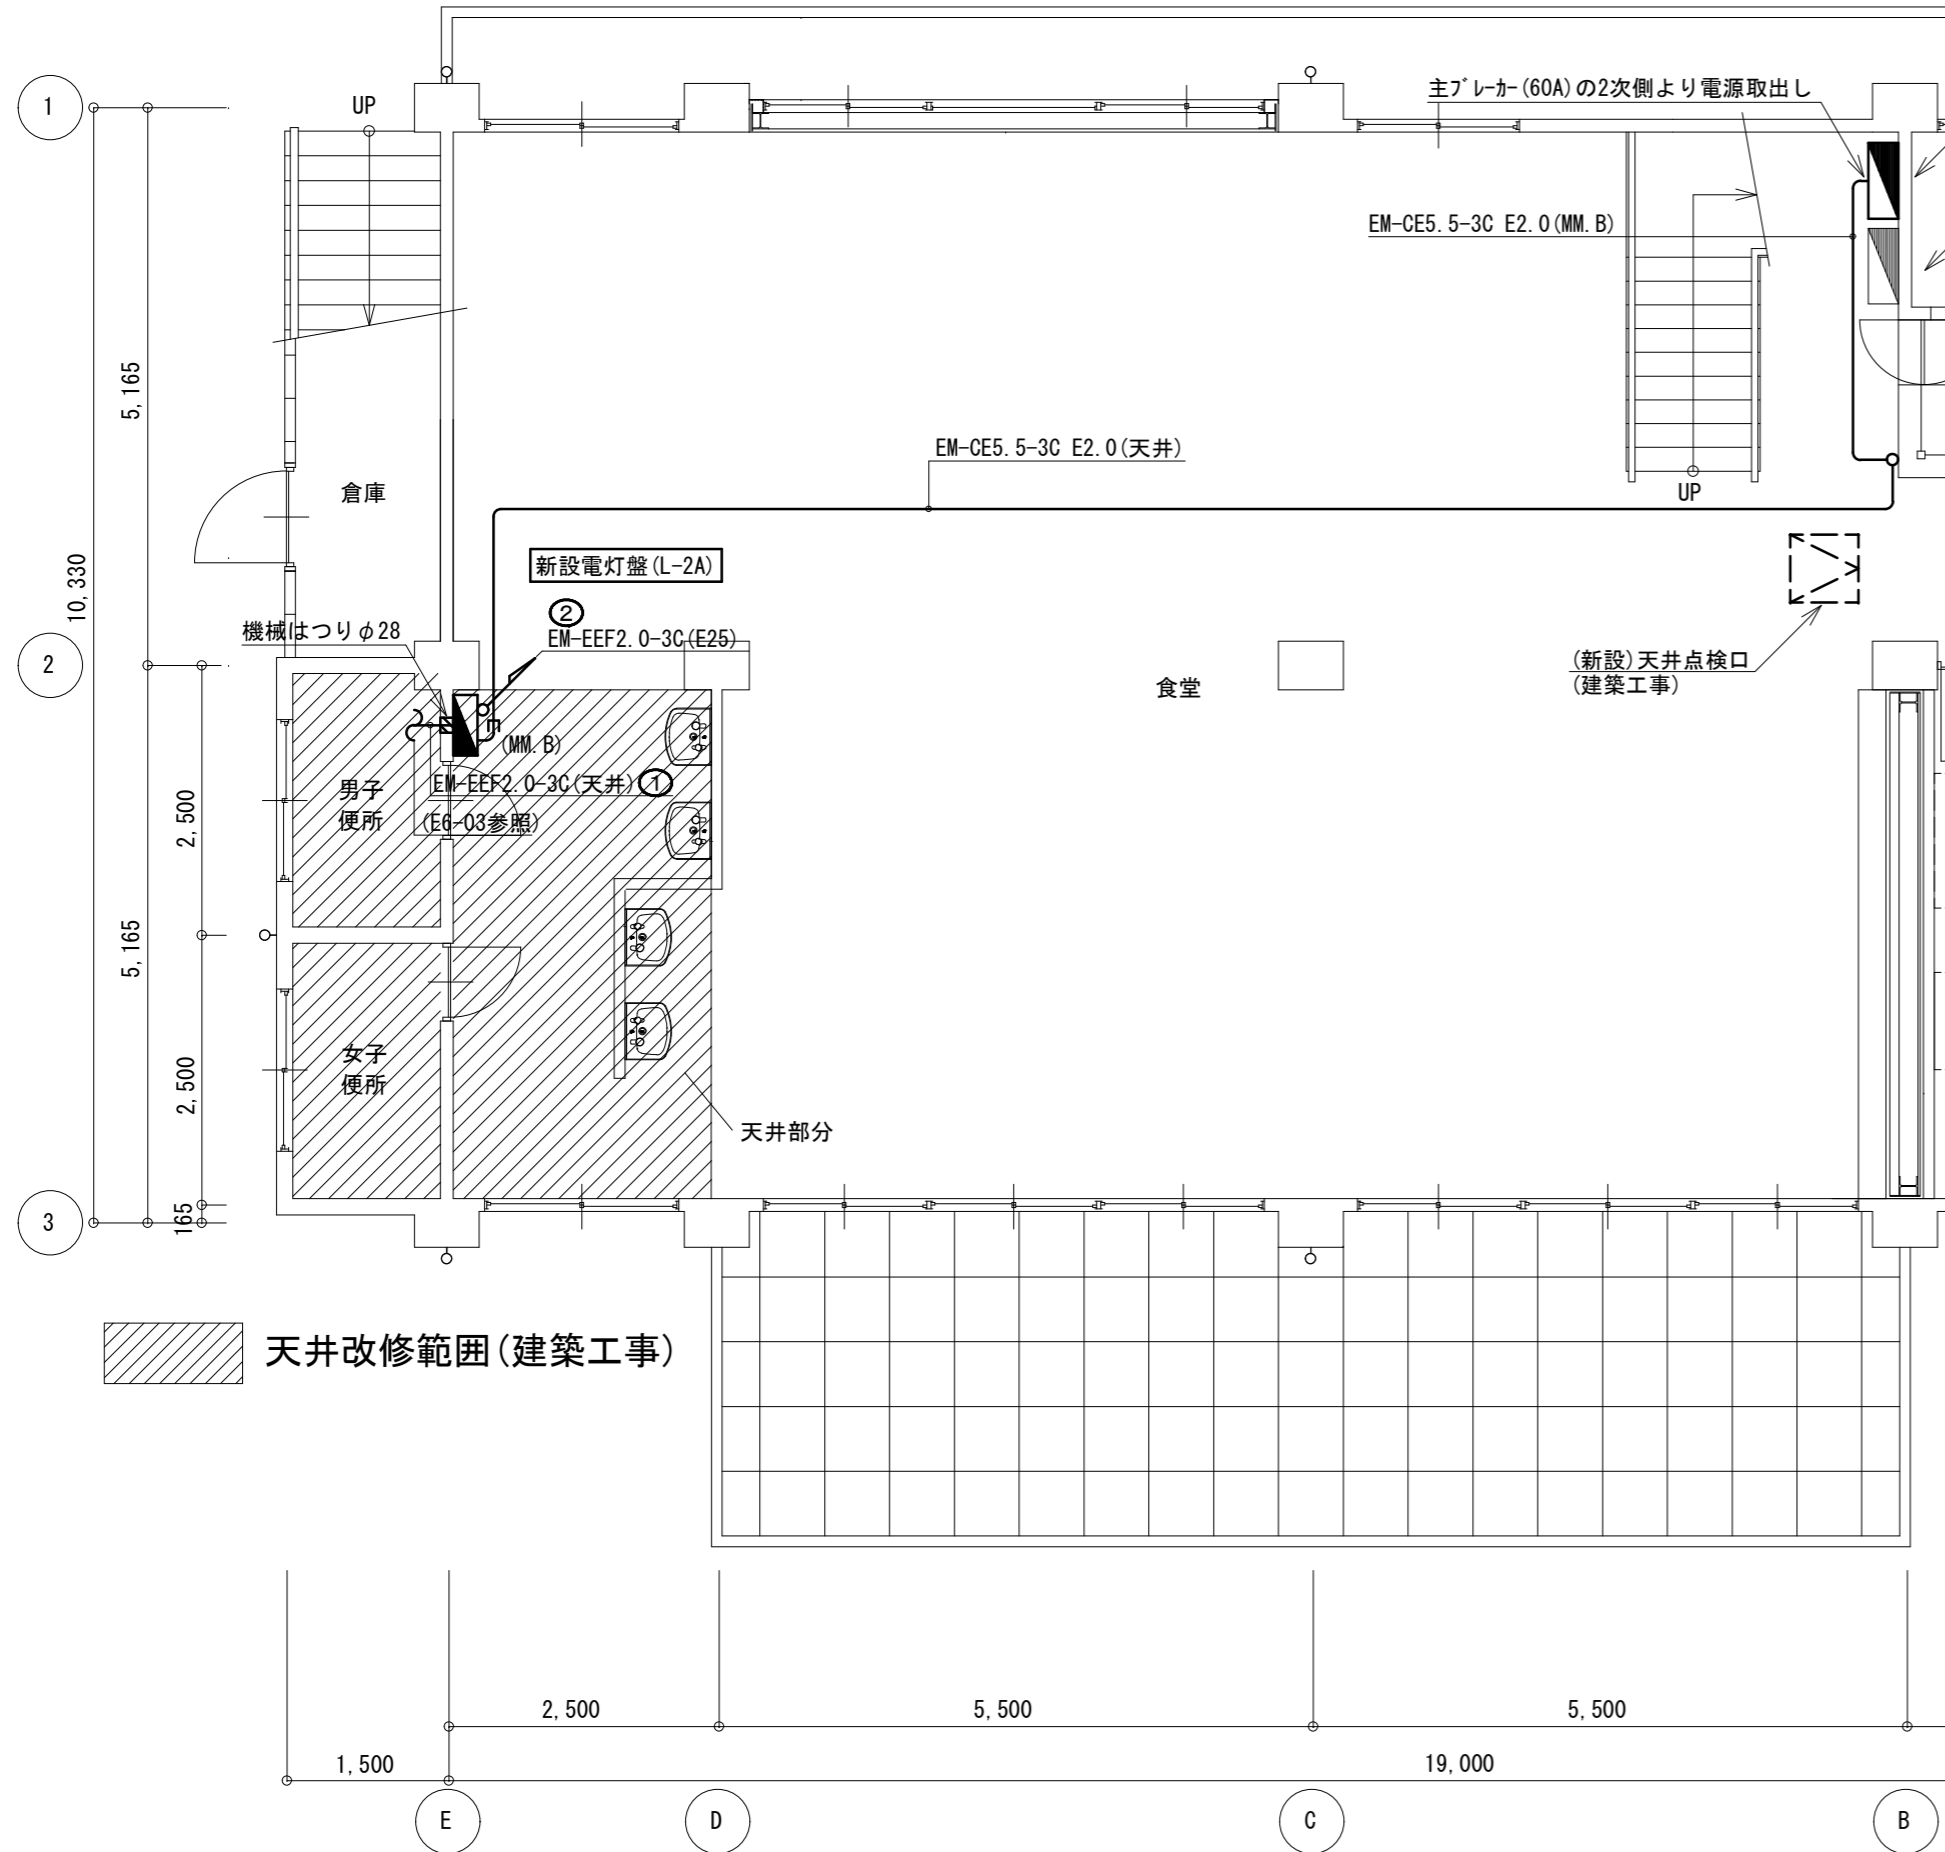 1
UP
主ブレーカー(60A)の2次側より電源取出し
EM-CE5.5-3C E2.0(MM.B)
5,165
EM-CE5.5-3C E2.0(天井)
倉庫
UP
新設電灯盤(L-2A)
10,330
②
機械はつりφ28
EM-EEF2.0-3C(E25)
2
(新設)天井点検口
(建築工事)
食堂
E
(MM.B)
男子
便所
EM-EEF2.0-3C(天井)①
(E6-03参照)
2,500
5,165
女子
便所
2,500
天井部分
165
3
天井改修範囲(建築工事)
2,500
5,500
5,500
1,500
19,000
E
D
C
B